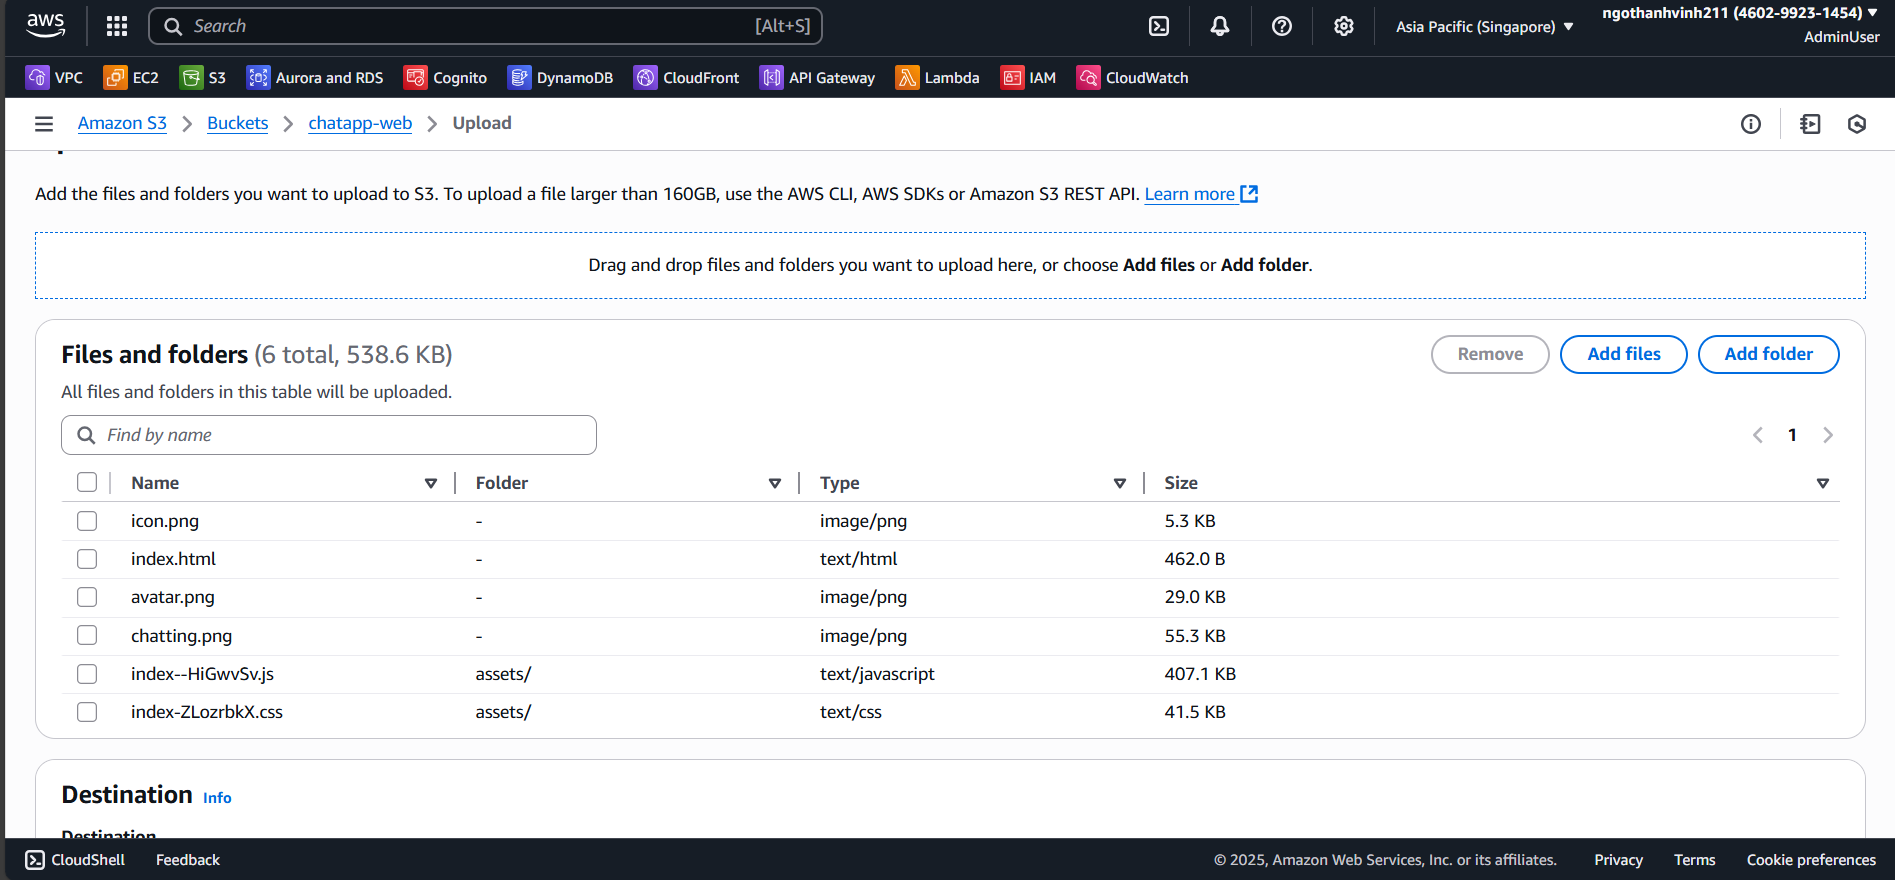 aws
Search [Alt+S]
Asia Pacific (Singapore) ▼
ngothanhvinh211 (4602-9923-1454) ▼
AdminUser
VPC EC2 S3 Aurora and RDS Cognito DynamoDB CloudFront API Gateway Lambda IAM CloudWatch
Amazon S3 > Buckets > chatapp-web > Upload
Add the files and folders you want to upload to S3. To upload a file larger than 160GB, use the AWS CLI, AWS SDKs or Amazon S3 REST API. Learn more
Drag and drop files and folders you want to upload here, or choose Add files or Add folder.
Files and folders (6 total, 538.6 KB)
Remove Add files Add folder
All files and folders in this table will be uploaded.
Find by name
1
Name Folder Type Size
icon.png - image/png 5.3 KB
index.html - text/html 462.0 B
avatar.png - image/png 29.0 KB
chatting.png - image/png 55.3 KB
index--HiGwvSv.js assets/ text/javascript 407.1 KB
index-ZLozrbkX.css assets/ text/css 41.5 KB
Destination Info
Destination
CloudShell Feedback © 2025, Amazon Web Services, Inc. or its affiliates. Privacy Terms Cookie preferences